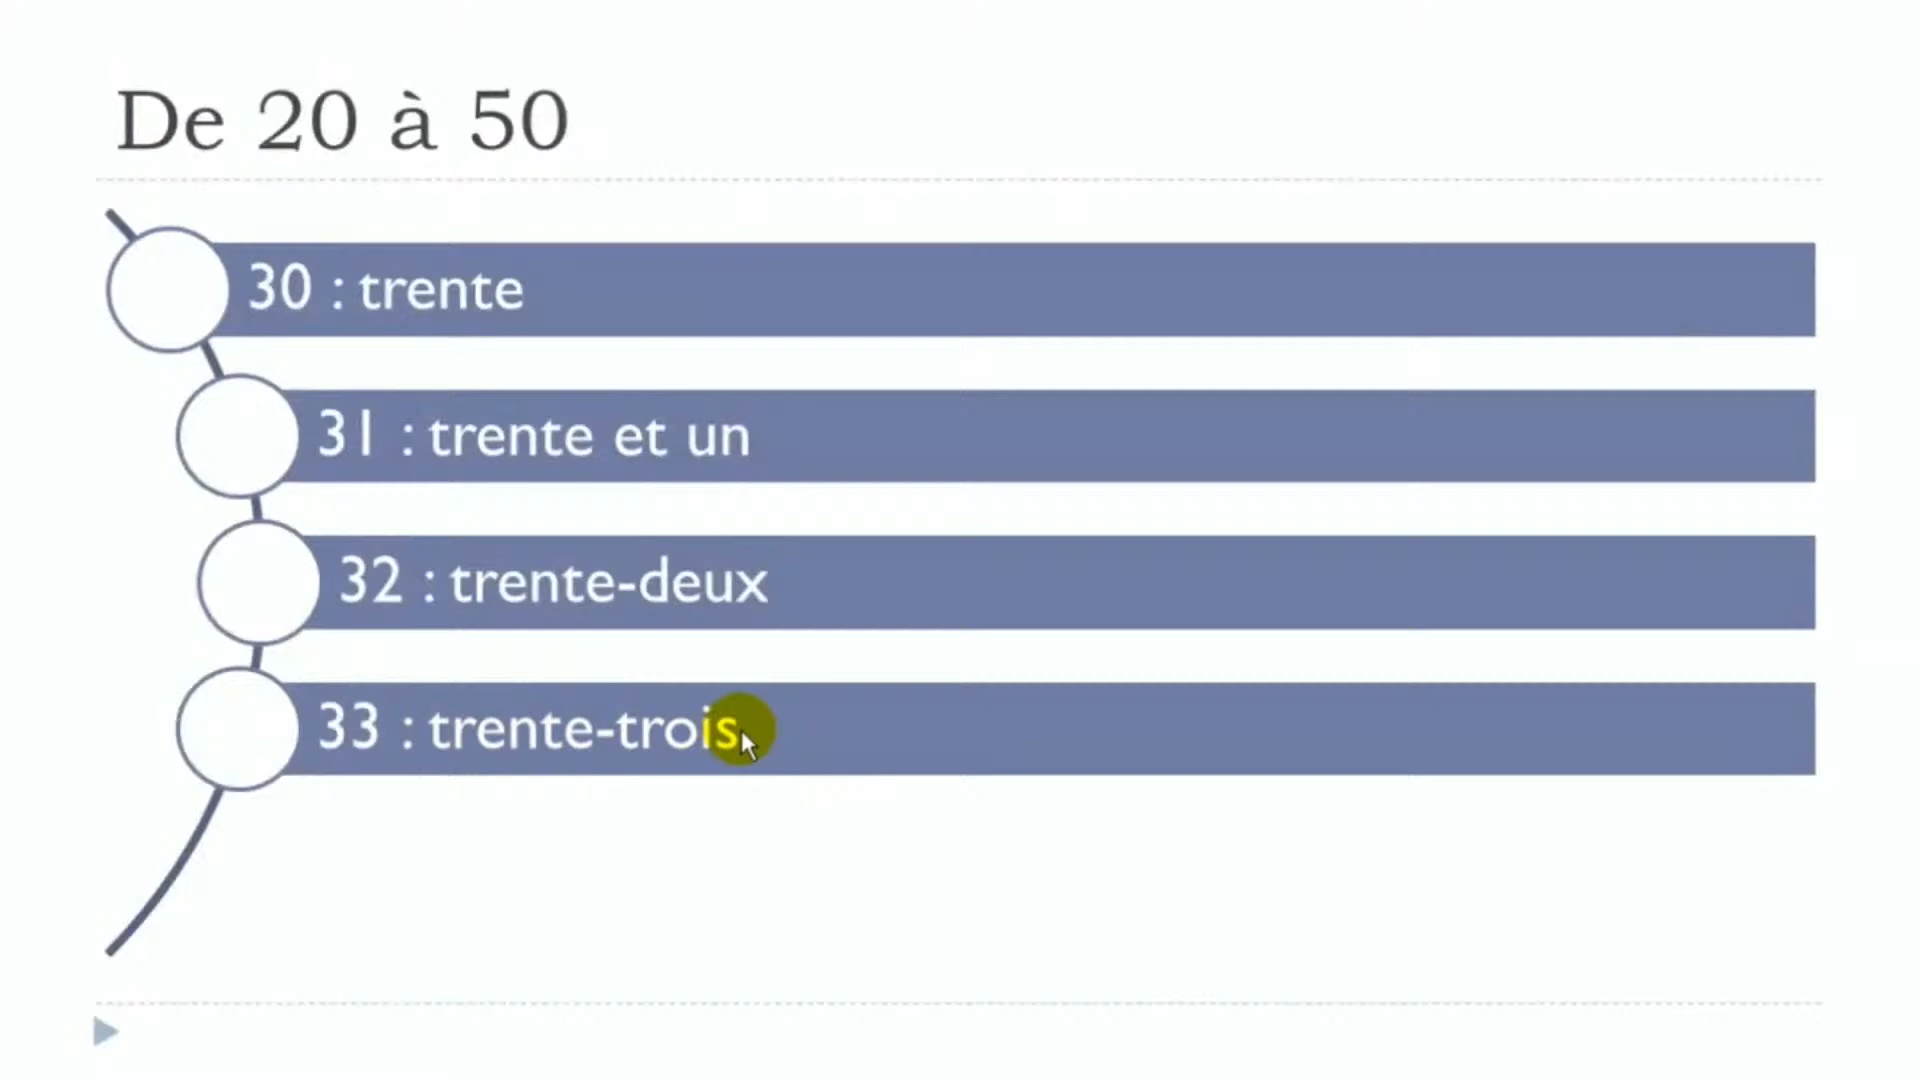 De 20 à 50
30 : trente
31 : trente et un
32 : trente-deux
33 : trente-trois